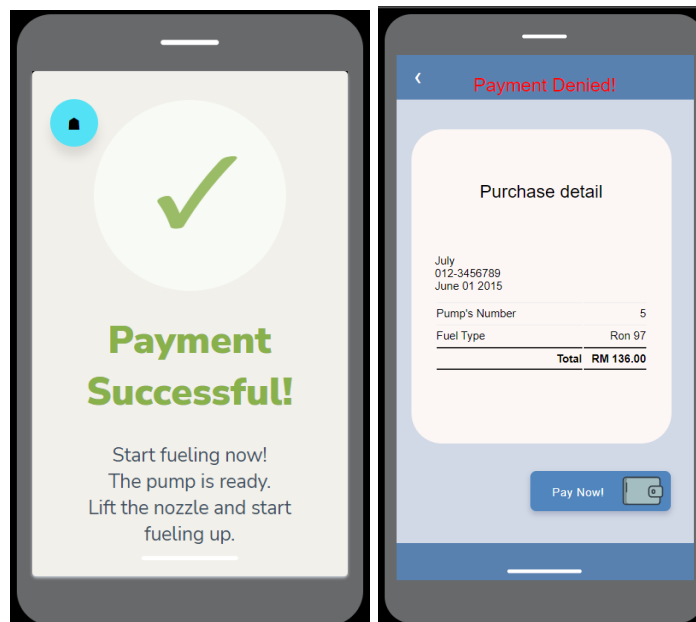 Payment
Successful!
Start fueling now!
The pump is ready.
Lift the nozzle and start
fueling up.
Payment Denied!
Purchase detail
July
012-3456789
June 01 2015
Pump's Number 5
Fuel Type Ron 97
Total RM 136.00
Pay Now!